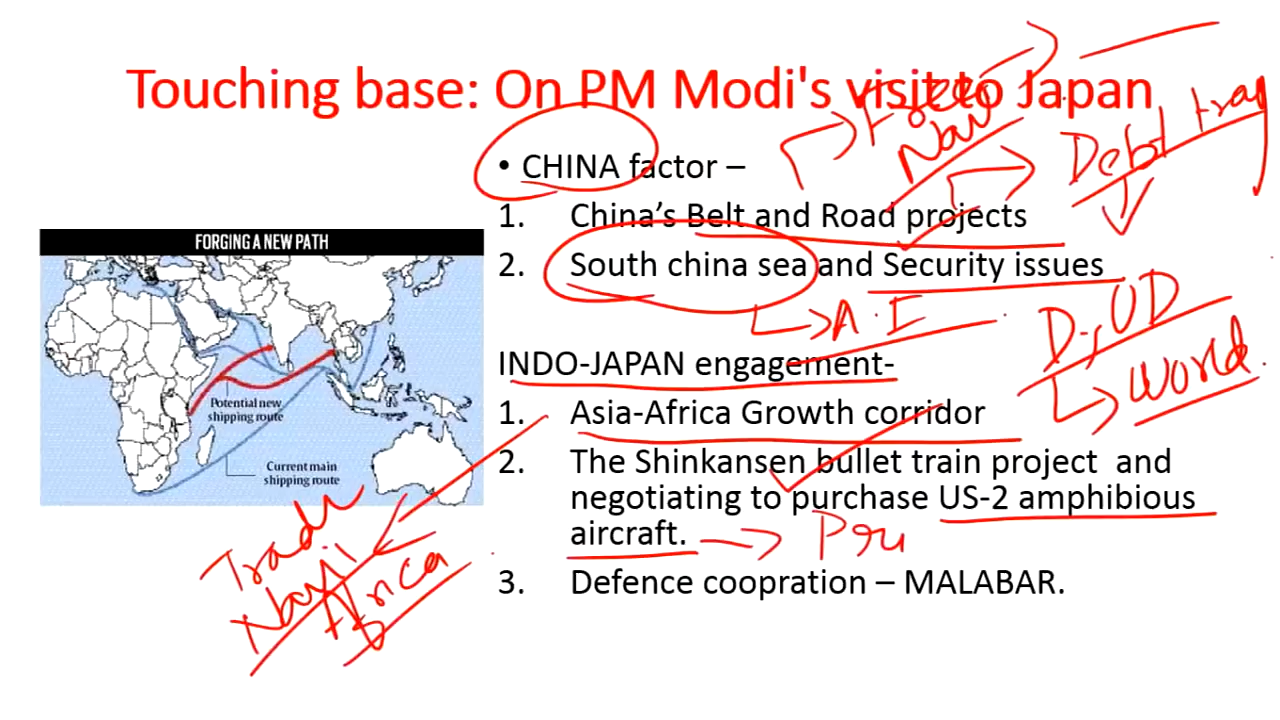 Touching base: On PM Modi's visit to Japan
• CHINA factor –
1. China's Belt and Road projects
2. South china sea and Security issues
INDO-JAPAN engagement-
1. Asia-Africa Growth corridor
2. The Shinkansen bullet train project and
negotiating to purchase US-2 amphibious
aircraft.
3. Defence coopration – MALABAR.
FORGING A NEW PATH
Potential new
shipping route
Current main
shipping route
Debt trap
A. I
World
Africa